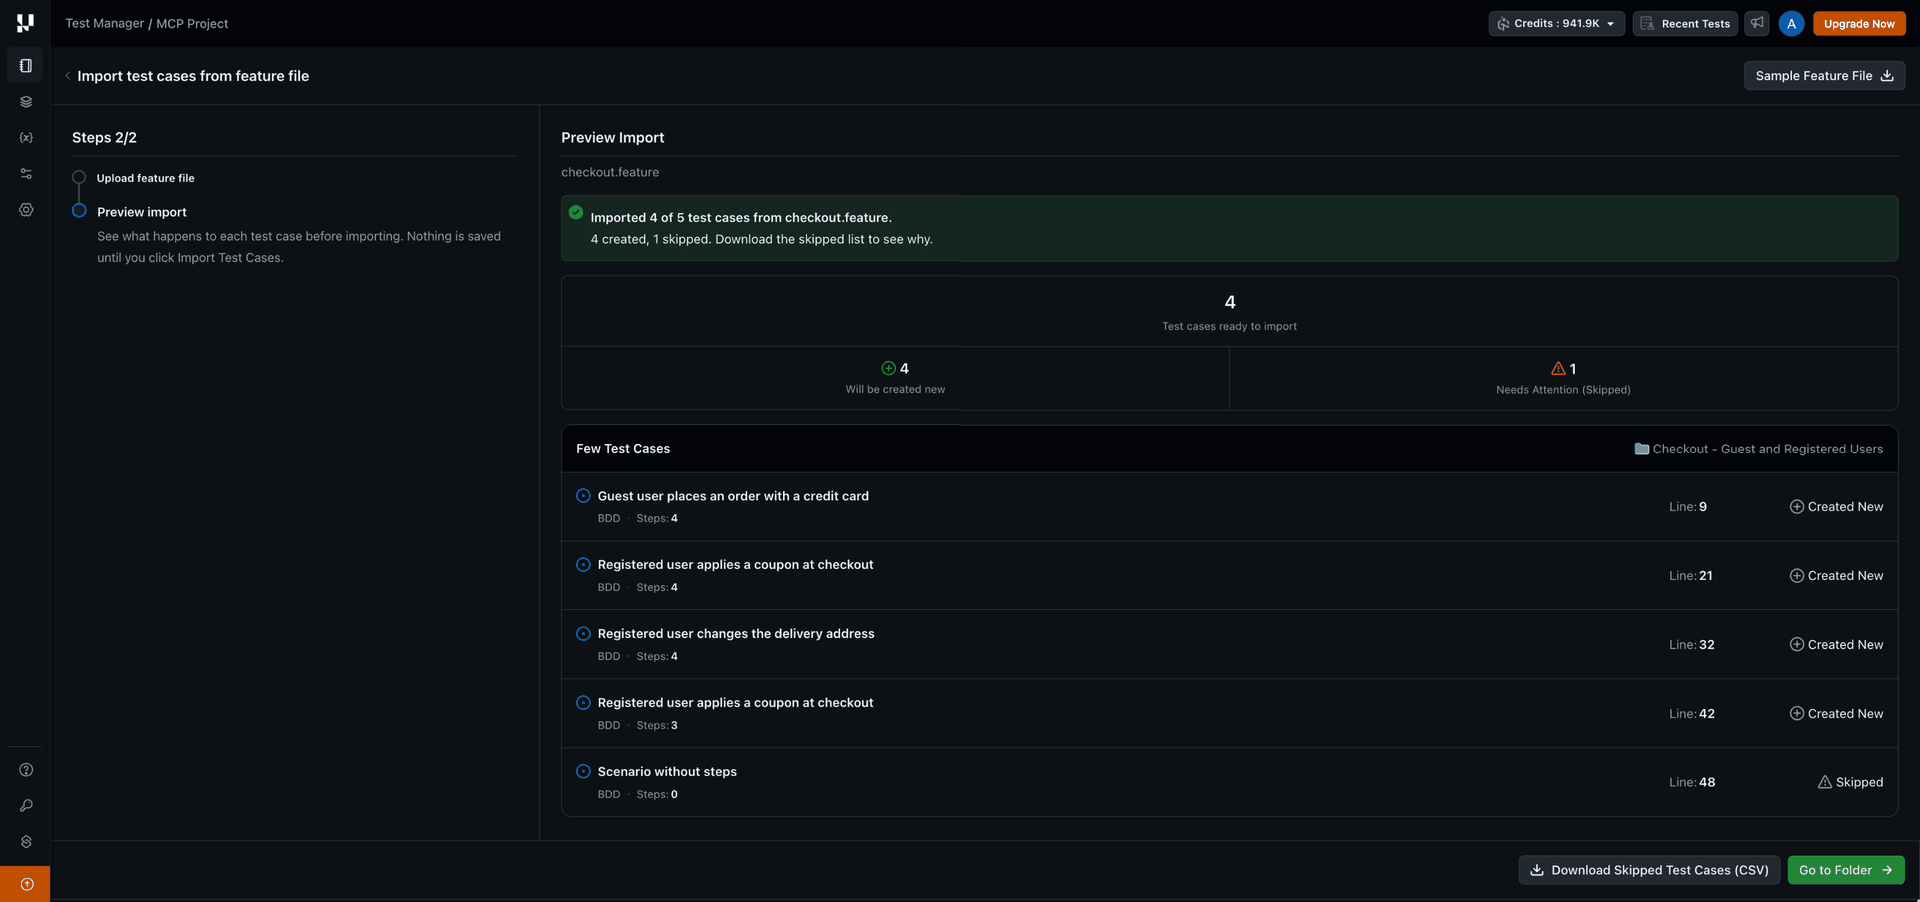 Test Manager / MCP Project
Credits : 941.9K
Recent Tests
A
Upgrade Now
Import test cases from feature file
Sample Feature File
Steps 2/2
Upload feature file
Preview import
See what happens to each test case before importing. Nothing is saved
until you click Import Test Cases.
Preview Import
checkout.feature
Imported 4 of 5 test cases from checkout.feature.
4 created, 1 skipped. Download the skipped list to see why.
4
Test cases ready to import
4
Will be created new
1
Needs Attention (Skipped)
Few Test Cases
Checkout - Guest and Registered Users
Guest user places an order with a credit card
BDD · Steps: 4
Line: 9
Created New
Registered user applies a coupon at checkout
BDD · Steps: 4
Line: 21
Created New
Registered user changes the delivery address
BDD · Steps: 4
Line: 32
Created New
Registered user applies a coupon at checkout
BDD · Steps: 3
Line: 42
Created New
Scenario without steps
BDD · Steps: 0
Line: 48
Skipped
Download Skipped Test Cases (CSV)
Go to Folder